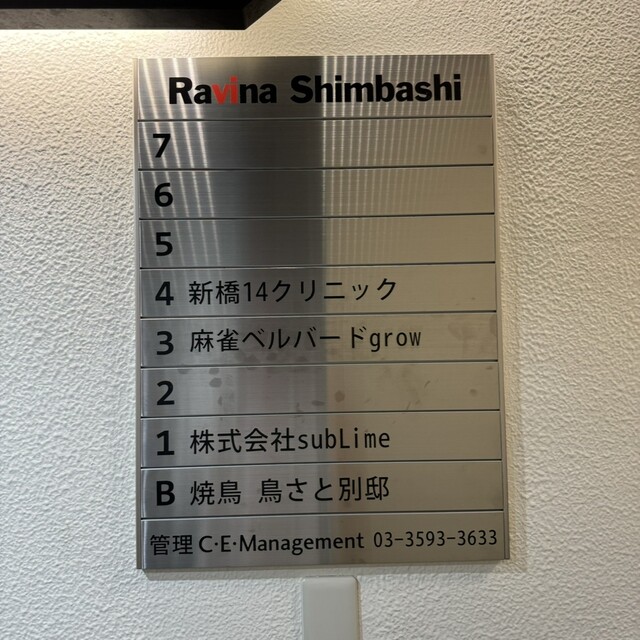 Ravina Shimbashi
7
6
5
4 新橋14クリニック
3 麻雀ベルバードgrow
2
1 株式会社subLime
B 焼鳥 鳥さと別邸
管理 C・E・Management 03-3593-3633